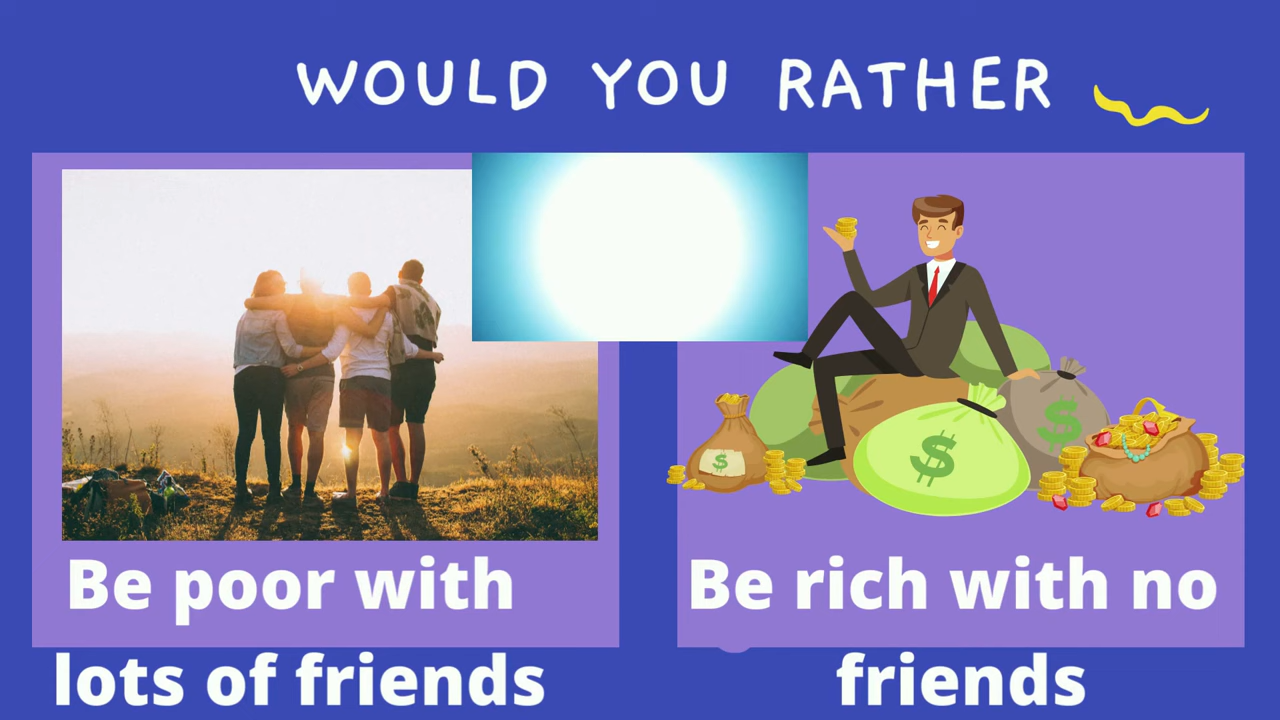 WOULD YOU RATHER
Be poor with
lots of friends
Be rich with no
friends
$
$
$